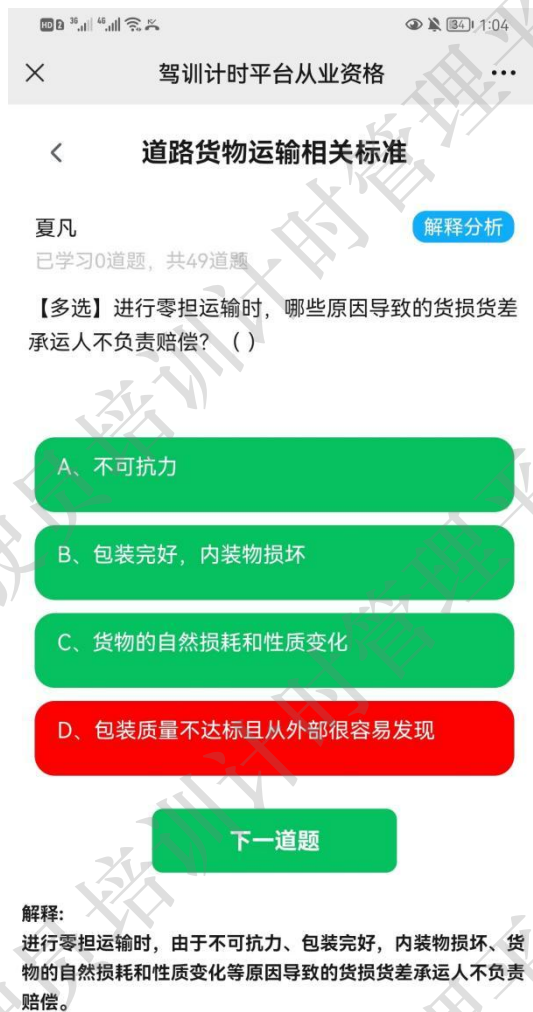 HD 2 36 46 34 1:04
驾训计时平台从业资格
道路货物运输相关标准
夏凡
解释分析
已学习0道题，共49道题
【多选】进行零担运输时，哪些原因导致的货损货差
承运人不负责赔偿？（ ）
A、不可抗力
B、包装完好，内装物损坏
C、货物的自然损耗和性质变化
D、包装质量不达标且从外部很容易发现
下一道题
解释:
进行零担运输时，由于不可抗力、包装完好，内装物损坏、货
物的自然损耗和性质变化等原因导致的货损货差承运人不负责
赔偿。